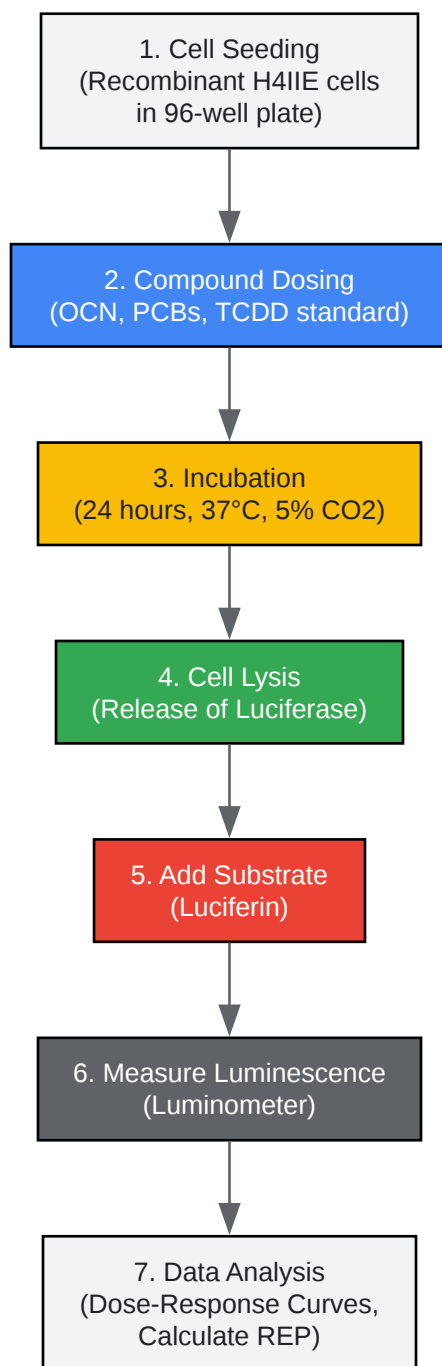 1. Cell Seeding
(Recombinant H4IIE cells
in 96-well plate)
2. Compound Dosing
(OCN, PCBs, TCDD standard)
3. Incubation
(24 hours, 37°C, 5% CO2)
4. Cell Lysis
(Release of Luciferase)
5. Add Substrate
(Luciferin)
6. Measure Luminescence
(Luminometer)
7. Data Analysis
(Dose-Response Curves,
Calculate REP)